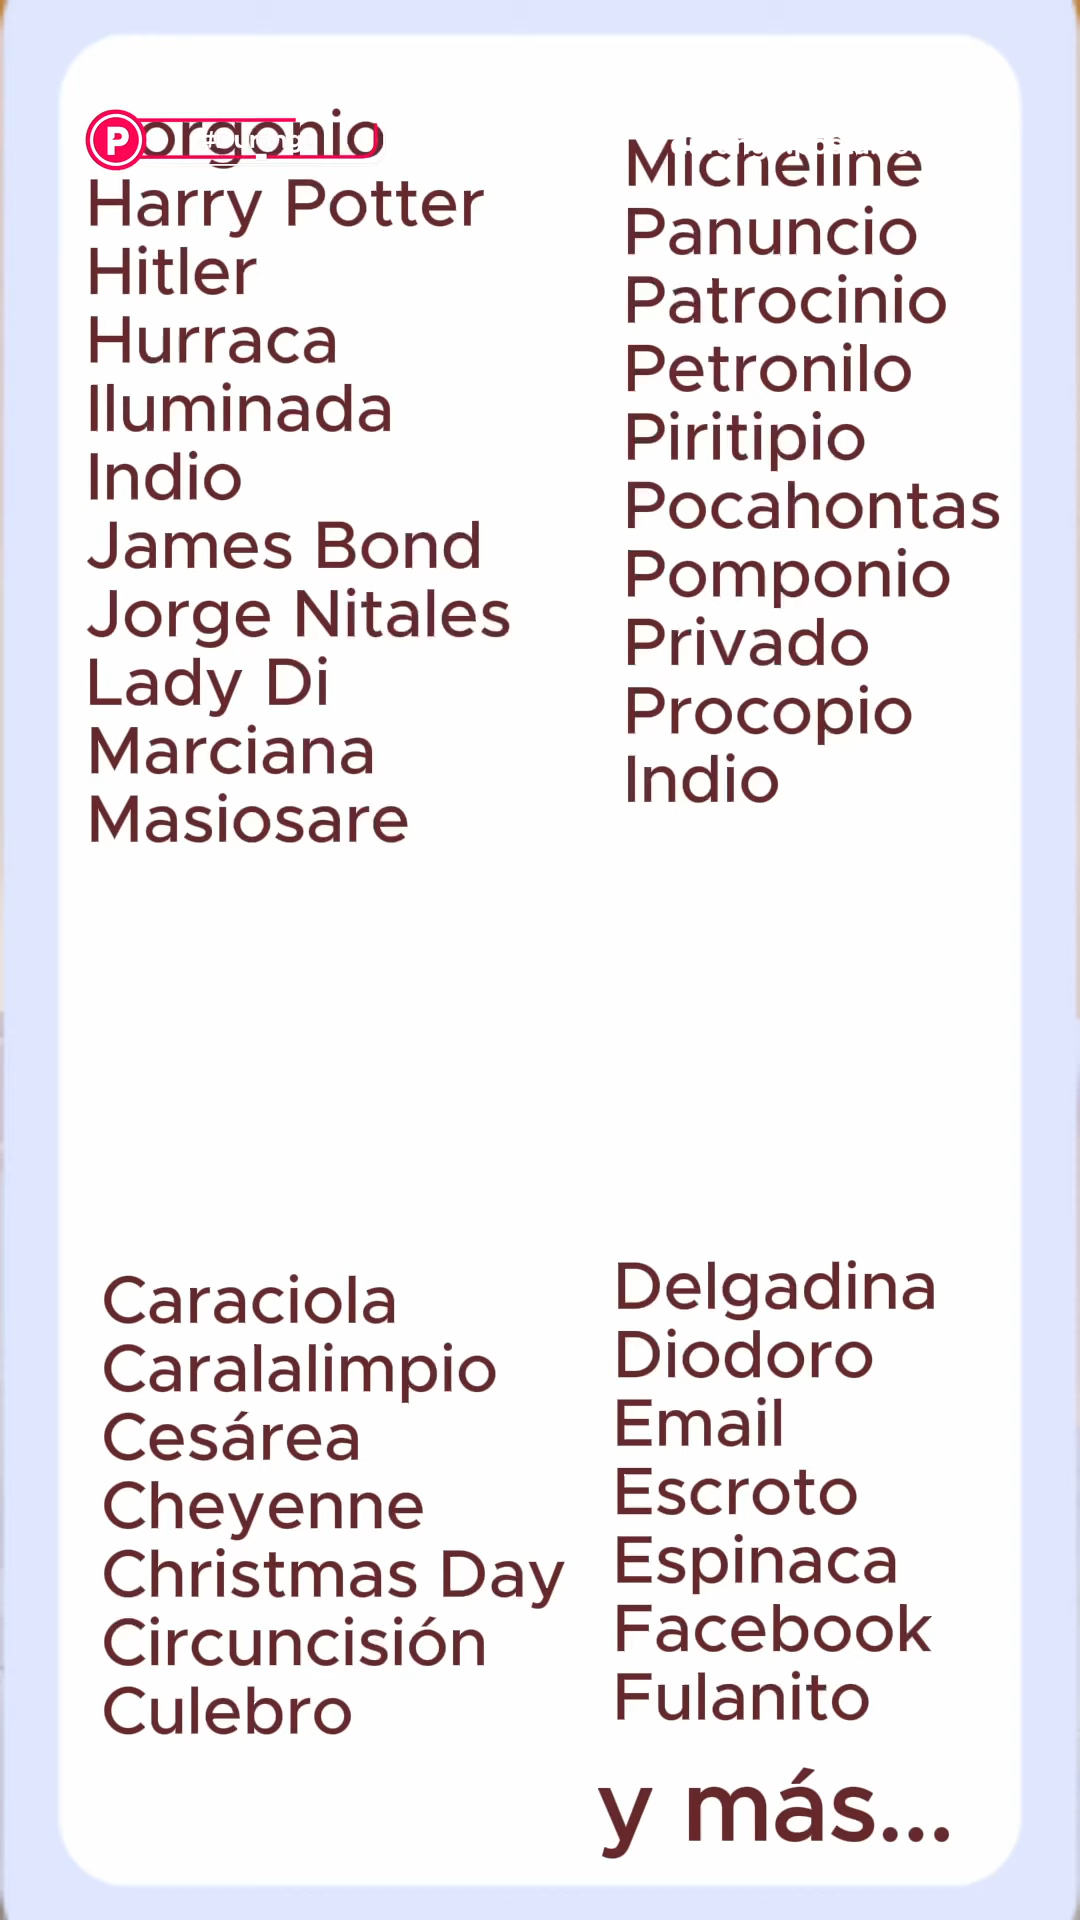 P
orgonio
Harry Potter
Hitler
Hurraca
Iluminada
Indio
James Bond
Jorge Nitales
Lady Di
Marciana
Masiosare
Micheline
Panuncio
Patrocinio
Petronilo
Piritipio
Pocahontas
Pomponio
Privado
Procopio
Indio
Caraciola
Caralalimpio
Cesárea
Cheyenne
Christmas Day
Circuncisión
Culebro
Delgadina
Diodoro
Email
Escroto
Espinaca
Facebook
Fulanito
y más...